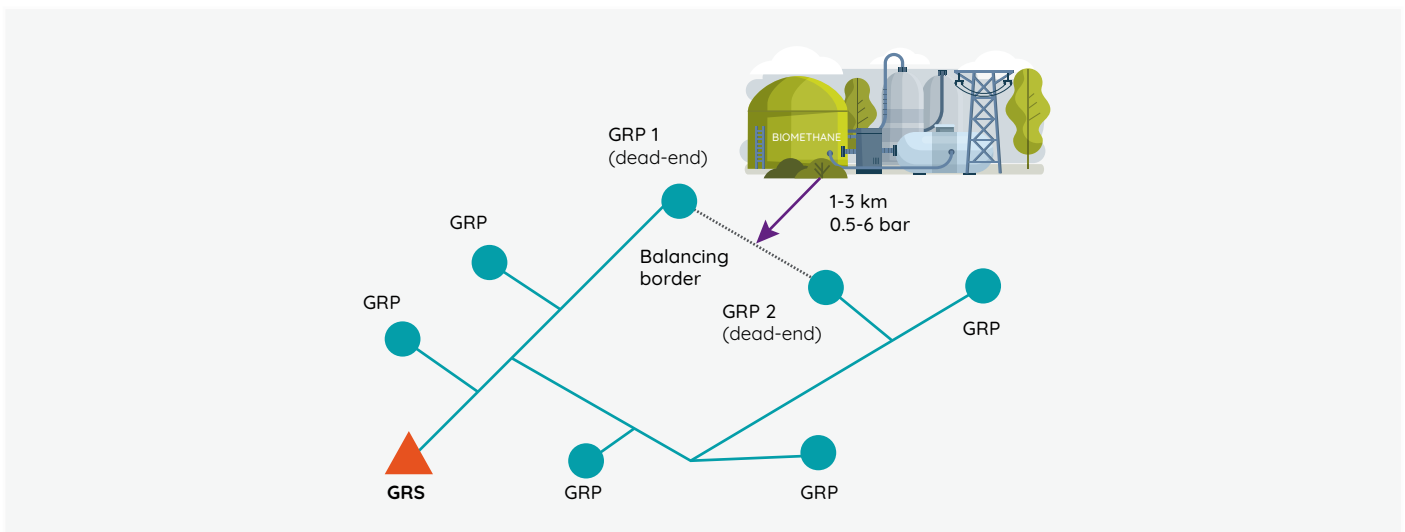 BIOMETHANE
GRP 1
(dead-end)
1-3 km
0.5-6 bar
GRP
Balancing
border
GRP
GRP 2
(dead-end)
GRP
GRS
GRP
GRP